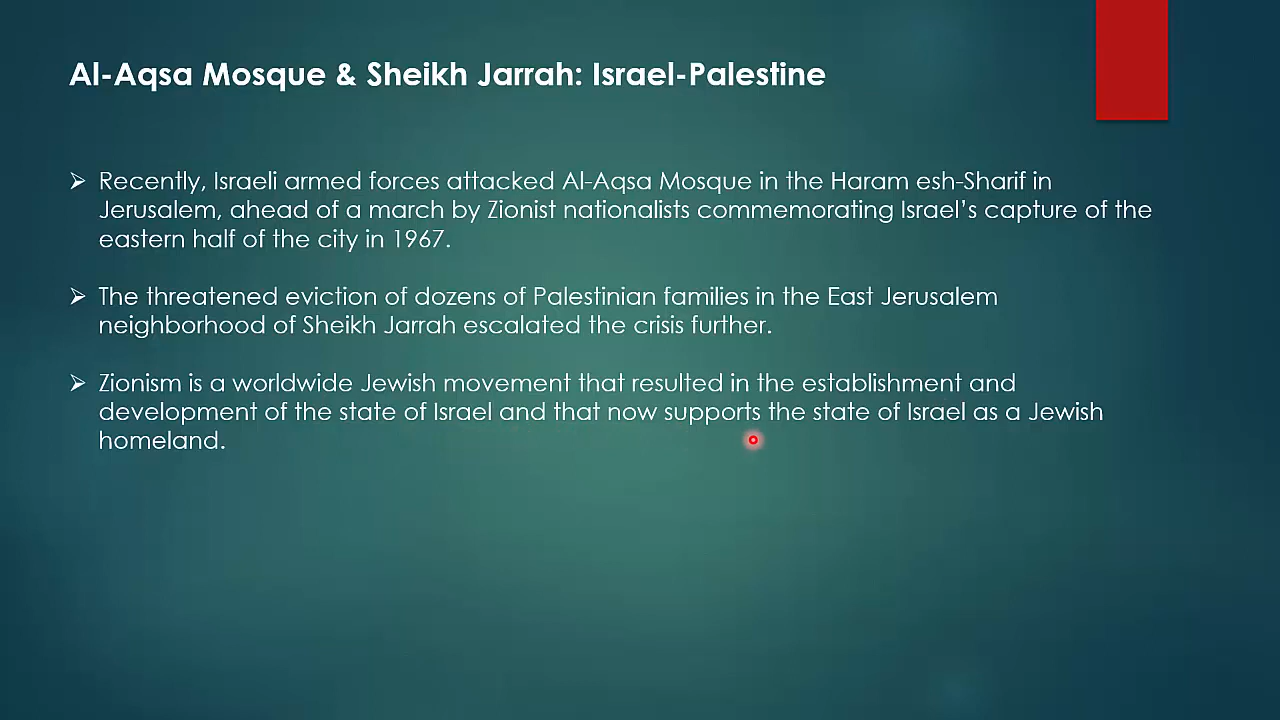 Al-Aqsa Mosque & Sheikh Jarrah: Israel-Palestine
Recently, Israeli armed forces attacked Al-Aqsa Mosque in the Haram esh-Sharif in
Jerusalem, ahead of a march by Zionist nationalists commemorating Israel’s capture of the
eastern half of the city in 1967.
The threatened eviction of dozens of Palestinian families in the East Jerusalem
neighborhood of Sheikh Jarrah escalated the crisis further.
Zionism is a worldwide Jewish movement that resulted in the establishment and
development of the state of Israel and that now supports the state of Israel as a Jewish
homeland.